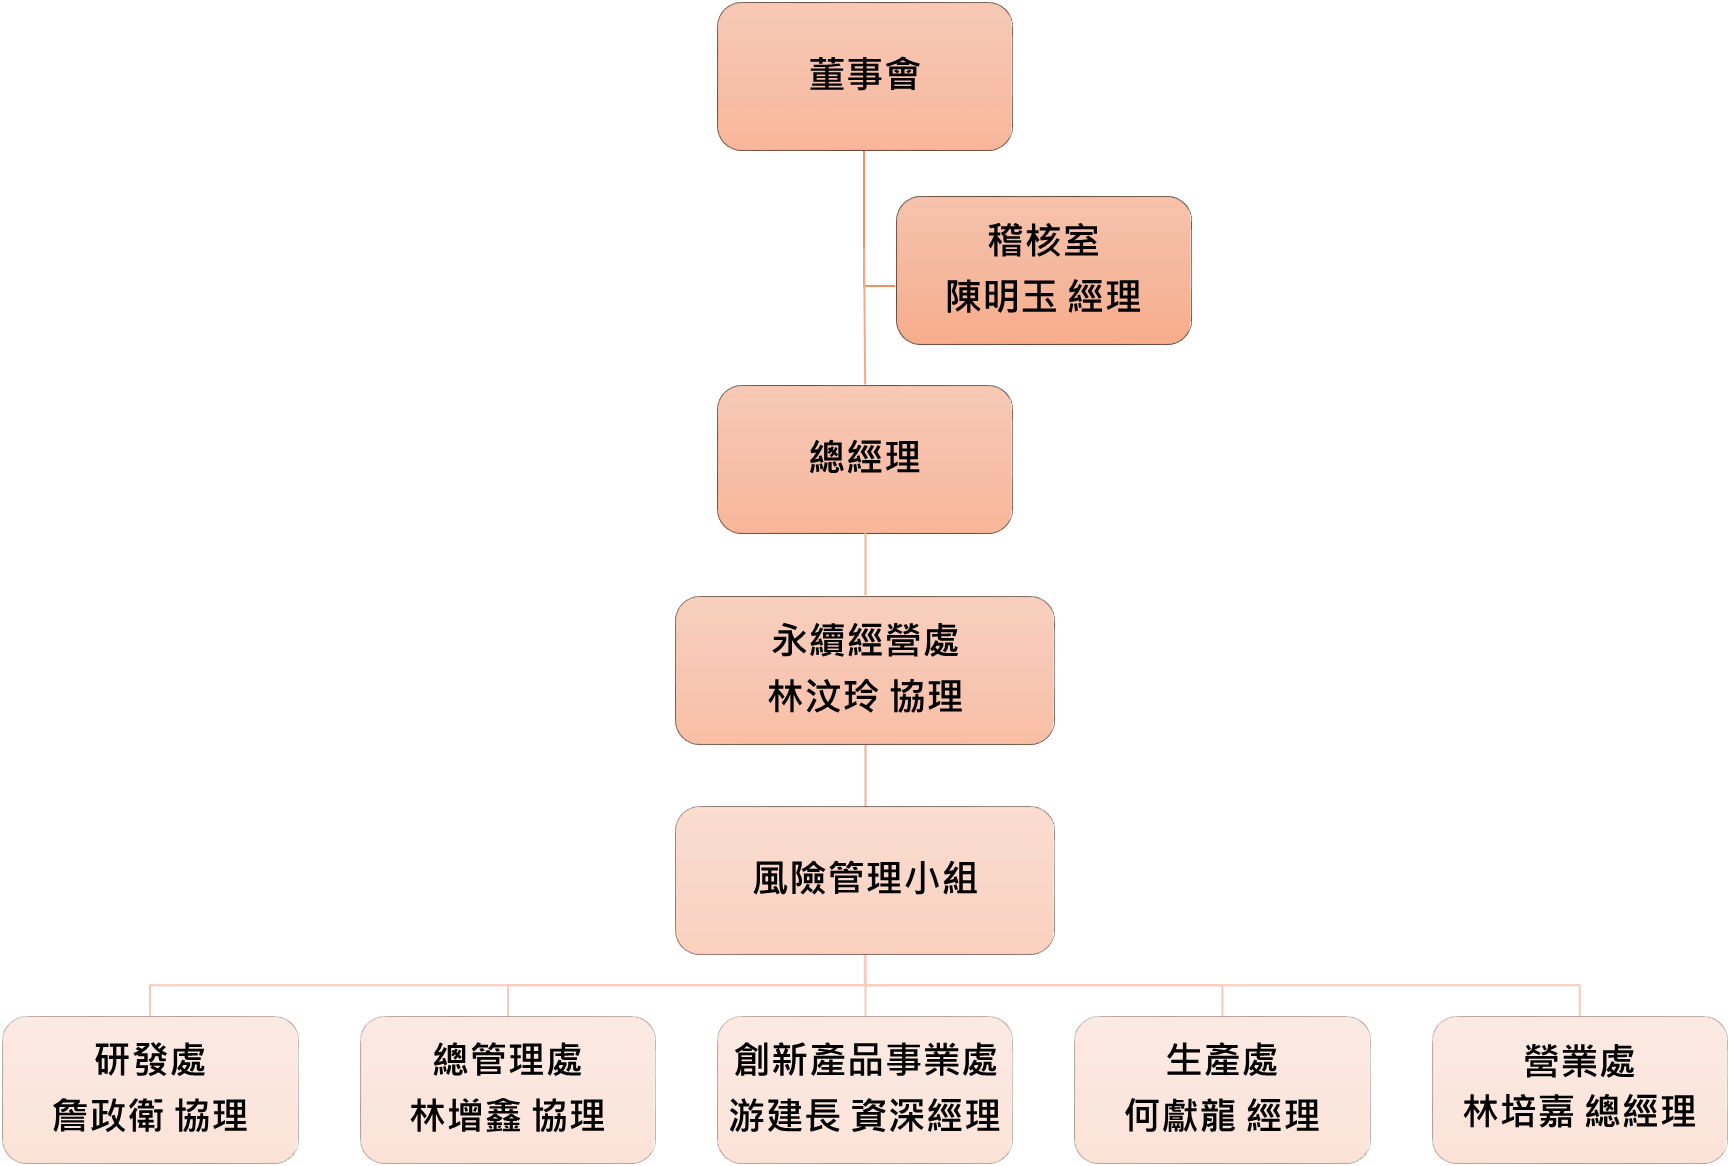 董事會
稽核室
陳明玉 經理
總經理
永續經營處
林汶玲 協理
風險管理小組
研發處
詹政衛 協理
總管理處
林增鑫 協理
創新產品事業處
游建長 資深經理
生產處
何獻龍 經理
營業處
林培嘉 總經理